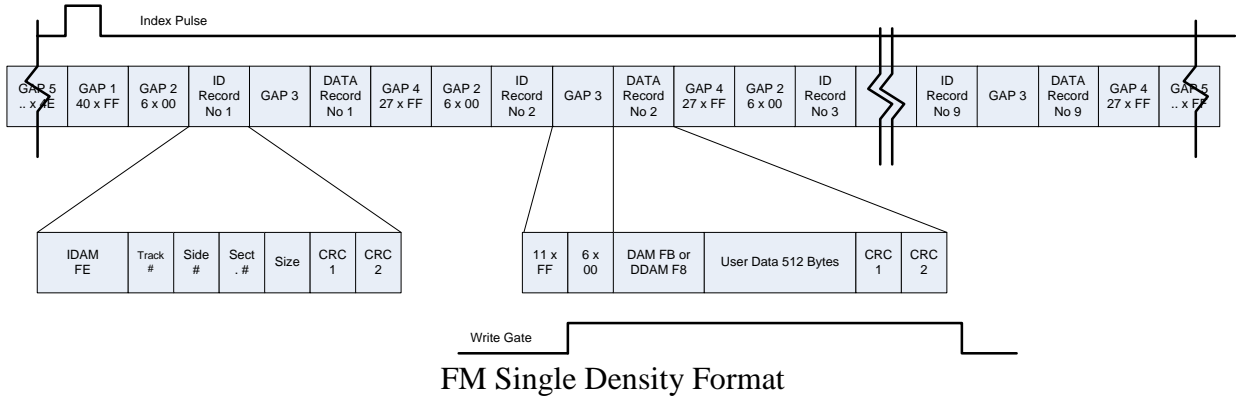 Index Pulse
GAP 5
.. x 4E
GAP 1
40 x FF
GAP 2
6 x 00
ID
Record
No 1
GAP 3
DATA
Record
No 1
GAP 4
27 x FF
GAP 2
6 x 00
ID
Record
No 2
GAP 3
DATA
Record
No 2
GAP 4
27 x FF
GAP 2
6 x 00
ID
Record
No 3
ID
Record
No 9
GAP 3
DATA
Record
No 9
GAP 4
27 x FF
GAP 5
.. x FF
IDAM
FE
Track
#
Side
#
Sect
. #
Size
CRC
1
CRC
2
11 x
FF
6 x
00
DAM FB or
DDAM F8
User Data 512 Bytes
CRC
1
CRC
2
Write Gate
FM Single Density Format